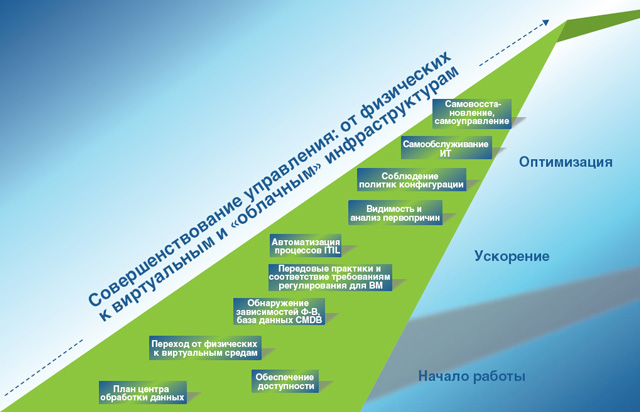 Совершенствование управления: от физических
к виртуальным и «облачным» инфраструктурам
Самовосста-
новление,
самоуправление
Самообслуживание
ИТ
Оптимизация
Соблюдение
политик конфигурации
Видимость и
анализ первопричин
Автоматизация
процессов ITIL
Ускорение
Передовые практики и
соответствие требованиям
регулирования для ВМ
Обнаружение
зависимостей Ф-В,
база данных CMDB
Переход от физических
к виртуальным средам
Обеспечение
доступности
Начало работы
План центра
обработки данных